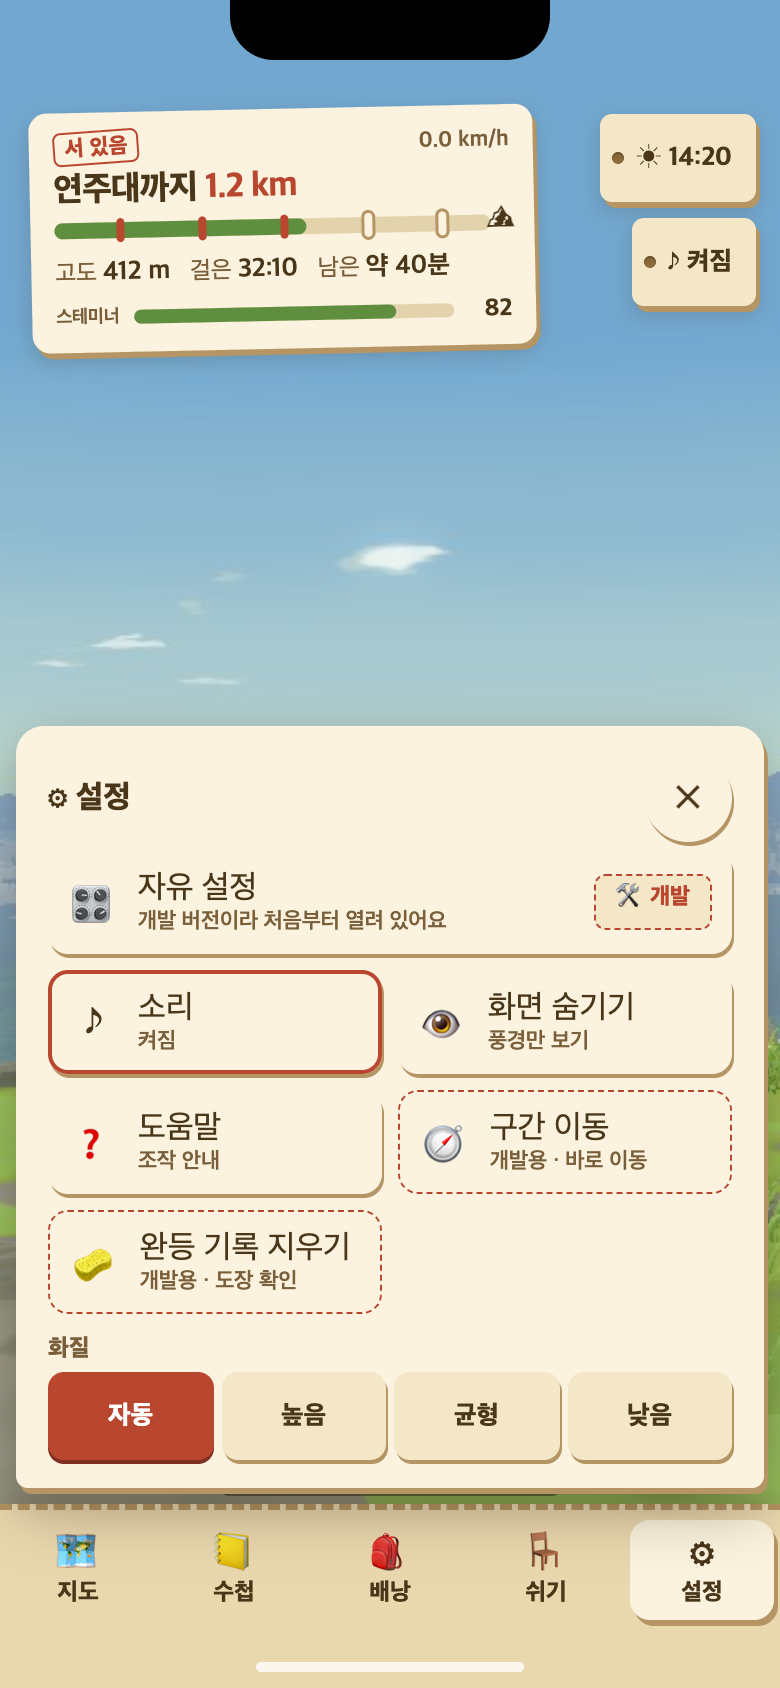 서 있음
0.0 km/h
연주대까지 1.2 km
고도 412 m 걸은 32:10 남은 약 40분
스테미너 82
☀ 14:20
♪ 켜짐
⚙ 설정
×
자유 설정
개발 버전이라 처음부터 열려 있어요
🛠 개발
♪ 소리
켜짐
화면 숨기기
풍경만 보기
? 도움말
조작 안내
구간 이동
개발용 · 바로 이동
완등 기록 지우기
개발용 · 도장 확인
화질
자동 높음 균형 낮음
지도 수첩 배낭 쉬기 설정